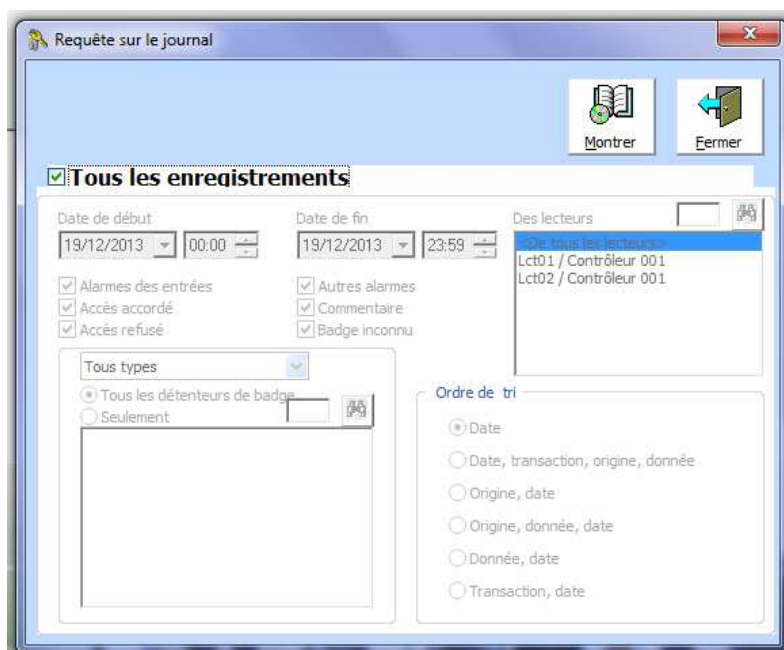 Requête sur le journal
Montrer
Fermer
Tous les enregistrements
Date de début
Date de fin
Des lecteurs
19/12/2013 00:00
19/12/2013 23:59
<De tous les lecteurs>
Lct01 / Contrôleur 001
Lct02 / Contrôleur 001
Alarmes des entrées
Autres alarmes
Accès accordé
Commentaire
Accès refusé
Badge inconnu
Tous types
Tous les détenteurs de badge
Seulement
Ordre de tri
Date
Date, transaction, origine, donnée
Origine, date
Origine, donnée, date
Donnée, date
Transaction, date